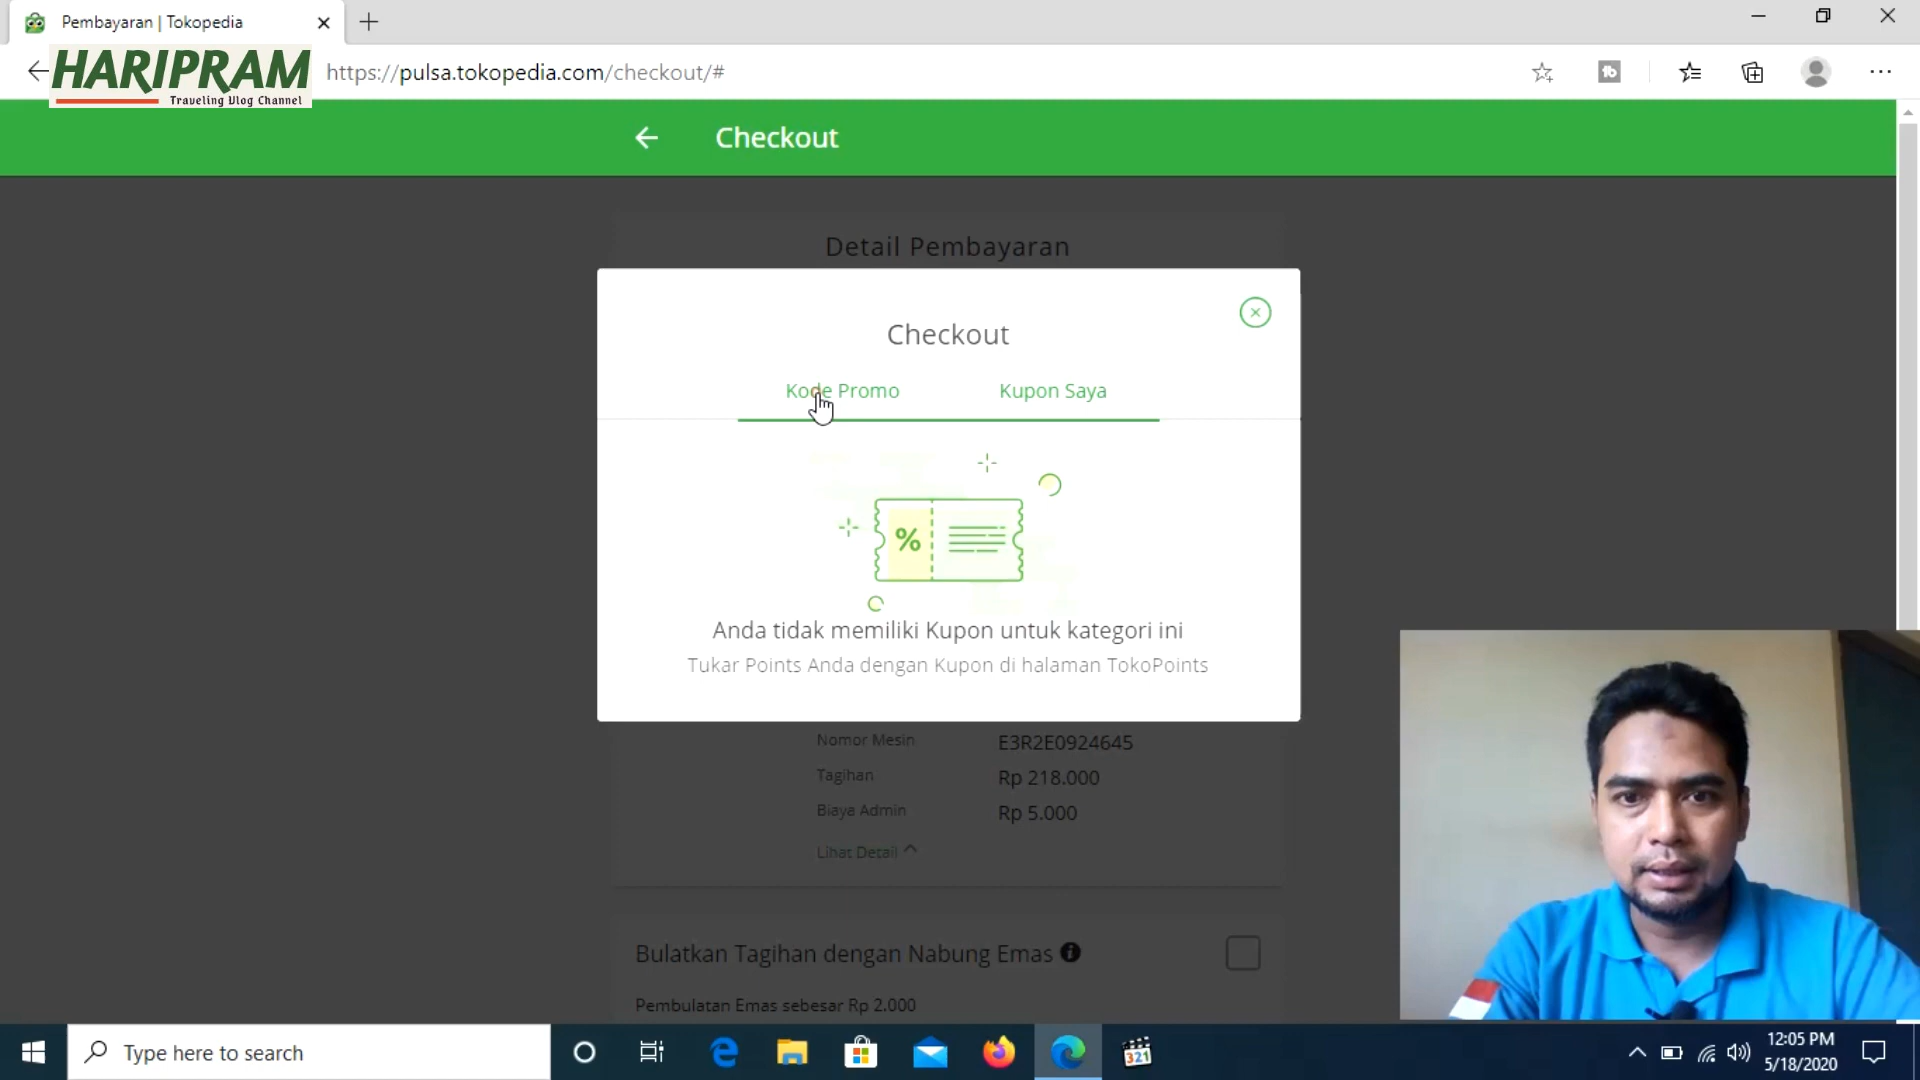 Pembayaran | Tokopedia
HARIPRAM
Traveling Vlog Channel
https://pulsa.tokopedia.com/checkout/#
Checkout
Detail Pembayaran
Checkout
Kode Promo
Kupon Saya
%
Anda tidak memiliki Kupon untuk kategori ini
Tukar Points Anda dengan Kupon di halaman TokoPoints
Nomor Mesin E3R2E0924645
Tagihan Rp 218.000
Biaya Admin Rp 5.000
Lihat Detail
Bulatkan Tagihan dengan Nabung Emas
Pembulatan Emas sebesar Rp 2.000
Type here to search
321
12:05 PM
5/18/2020